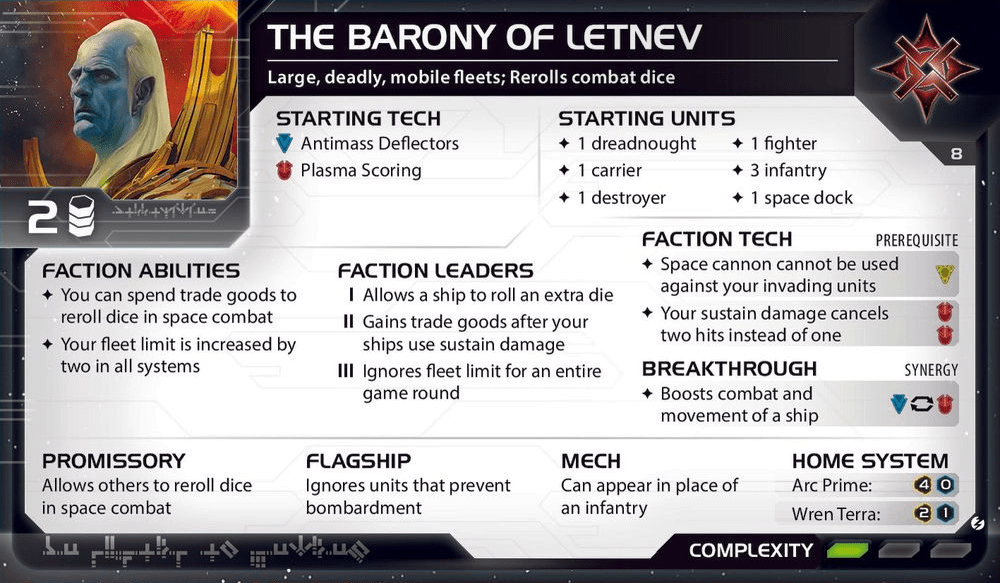 THE BARONY OF LETNEV
Large, deadly, mobile fleets; Rerolls combat dice
8
2
STARTING TECH
Antimass Deflectors
Plasma Scoring
STARTING UNITS
1 dreadnought
1 carrier
1 destroyer
1 fighter
3 infantry
1 space dock
FACTION ABILITIES
You can spend trade goods to
reroll dice in space combat
Your fleet limit is increased by
two in all systems
FACTION LEADERS
I Allows a ship to roll an extra die
II Gains trade goods after your
ships use sustain damage
III Ignores fleet limit for an entire
game round
FACTION TECH PREREQUISITE
Space cannon cannot be used
against your invading units
Your sustain damage cancels
two hits instead of one
BREAKTHROUGH SYNERGY
Boosts combat and
movement of a ship
PROMISSORY
Allows others to reroll dice
in space combat
FLAGSHIP
Ignores units that prevent
bombardment
MECH
Can appear in place of
an infantry
HOME SYSTEM
Arc Prime: 4 0
Wren Terra: 2 1
COMPLEXITY